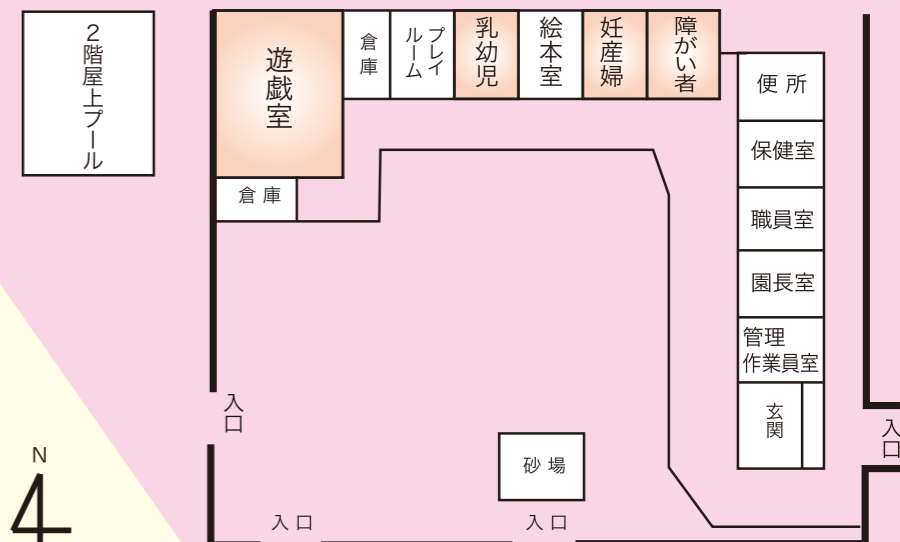 2階屋上プール
遊戯室
倉庫
プレイ
ルーム
乳幼児
絵本室
妊産婦
障がい者
便所
保健室
職員室
園長室
管理
作業員室
玄関
倉庫
入口
入口
砂場
入口
入口
N